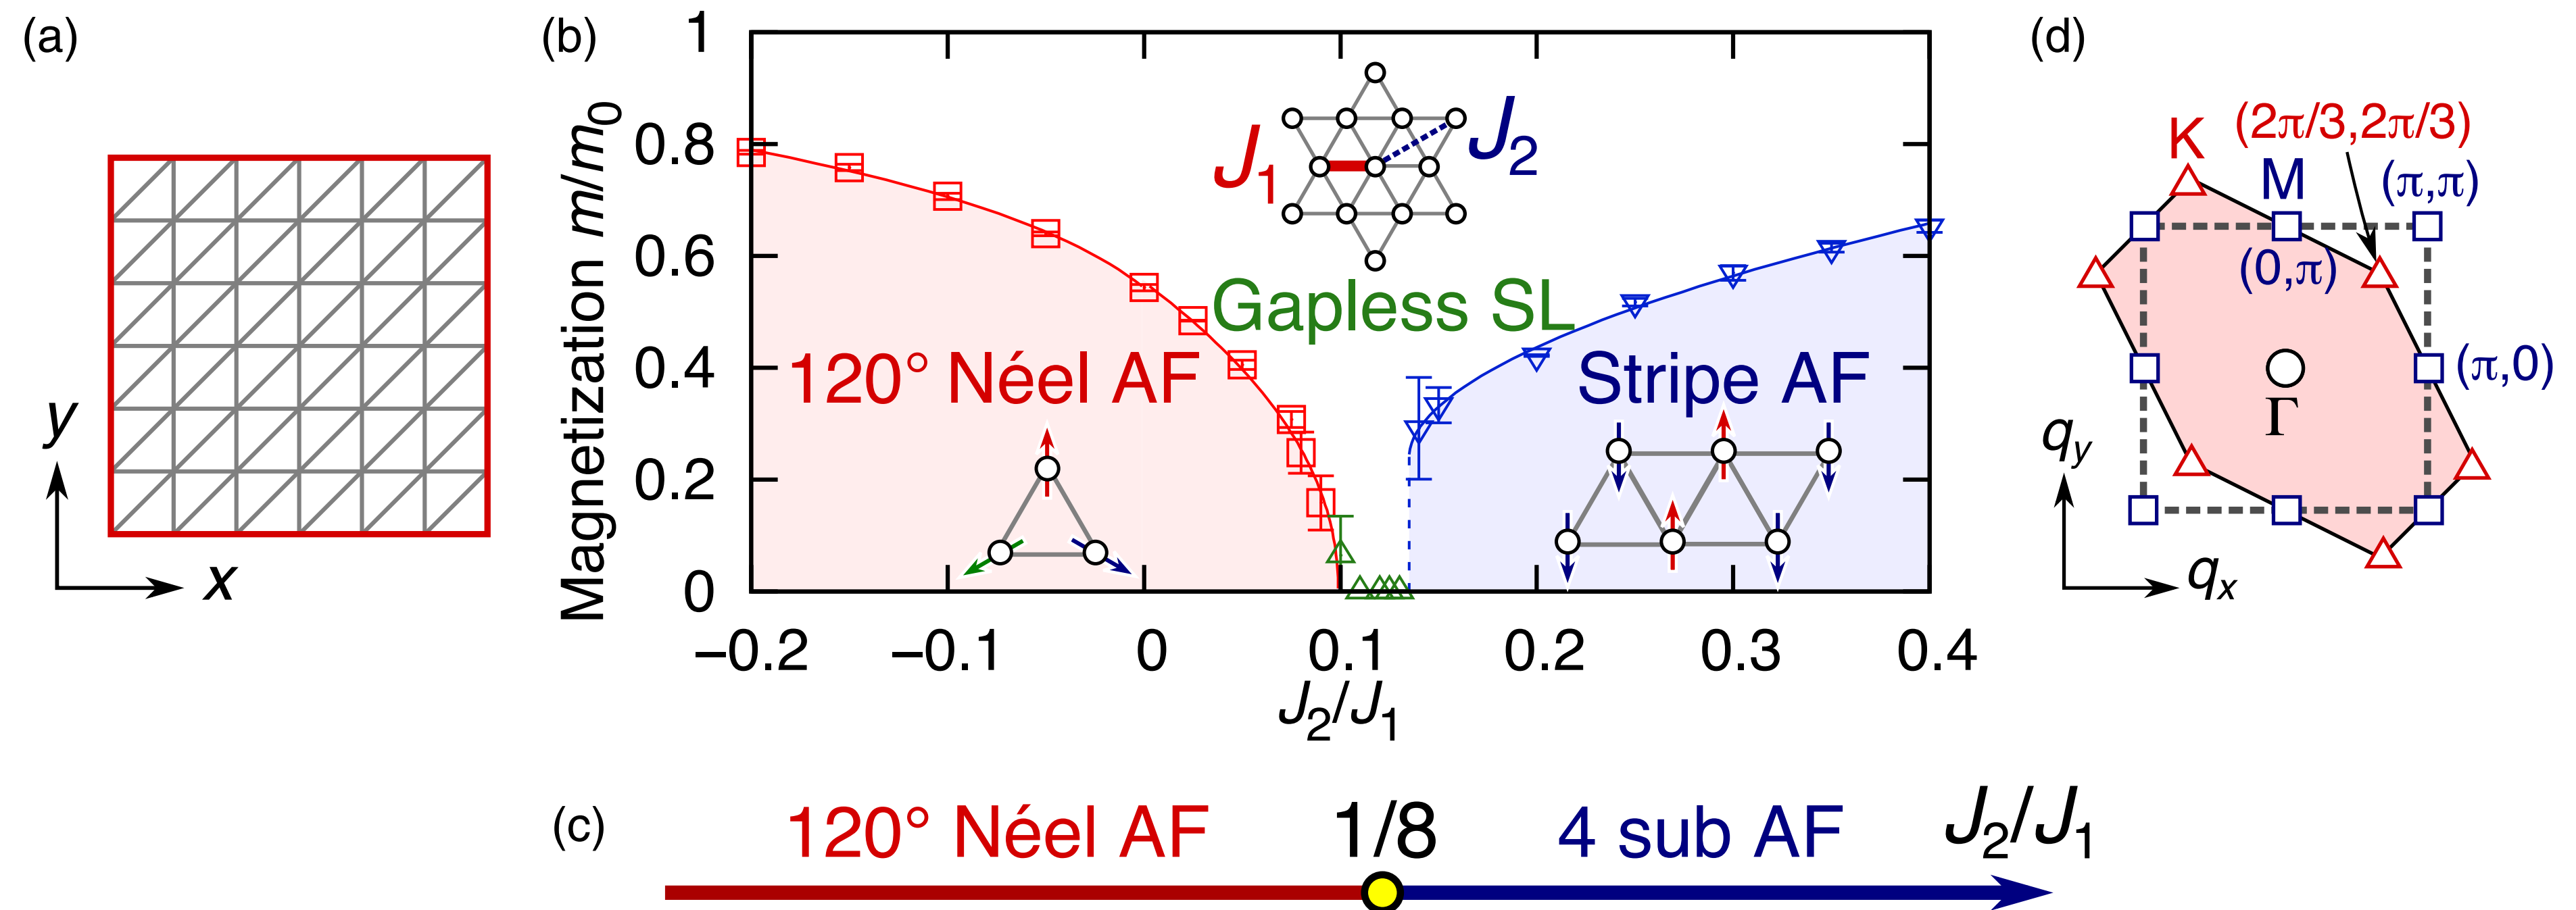 (a)
y
x
(b)
Magnetization m/m₀
1
0.8
0.6
0.4
0.2
0
J₁
J₂
Gapless SL
120° Néel AF
Stripe AF
−0.2 −0.1 0 0.1 0.2 0.3 0.4
J₂/J₁
(c)
120° Néel AF
1/8
4 sub AF
J₂/J₁
(d)
K
(2π/3,2π/3)
M
(π,π)
(0,π)
(π,0)
Γ
q_y
q_x